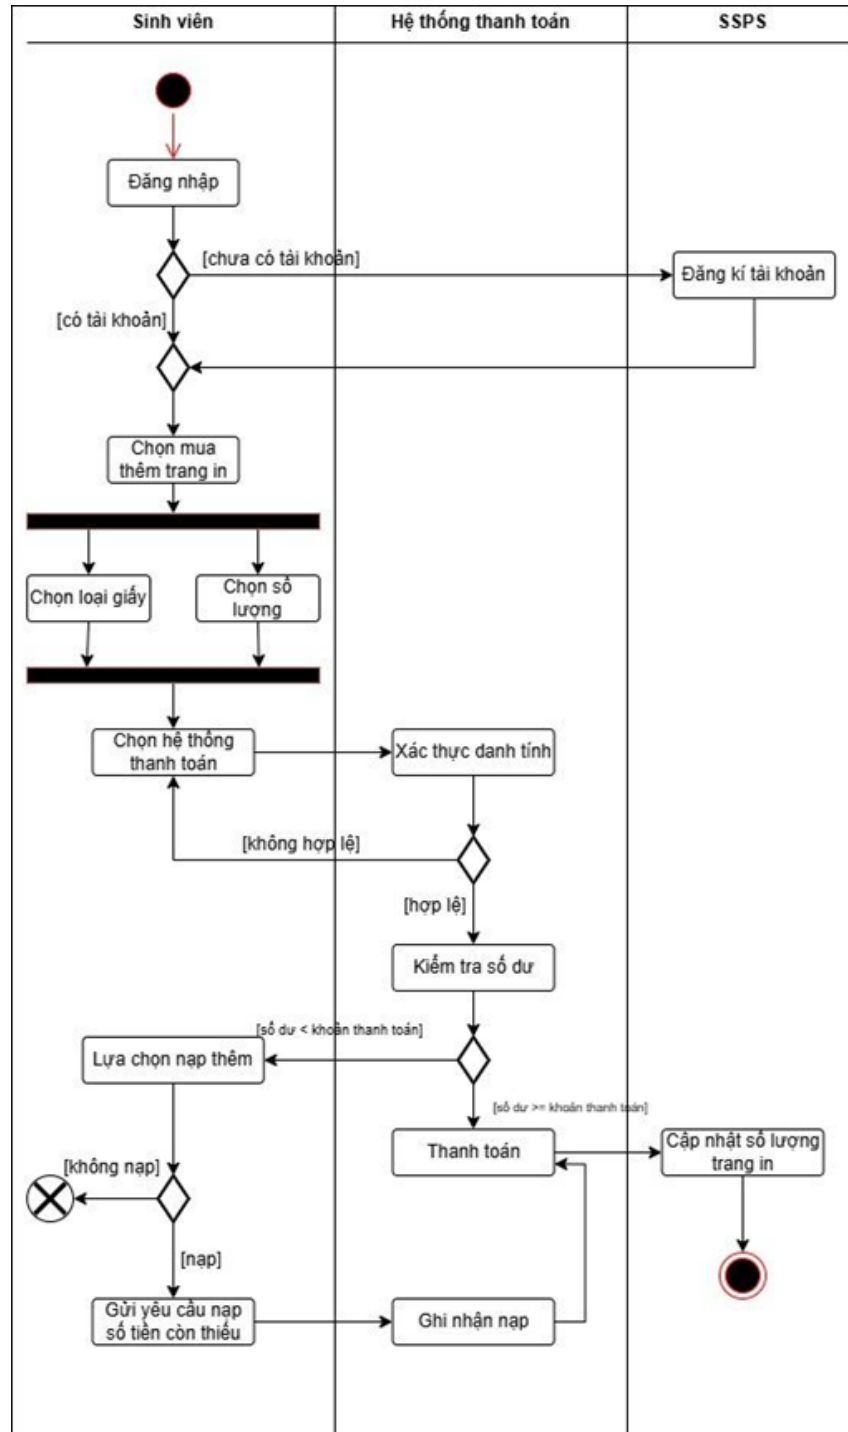 Sinh viên
Hệ thống thanh toán
SSPS
Đăng nhập
[chưa có tài khoản]
Đăng kí tài khoản
[có tài khoản]
Chọn mua
thêm trang in
Chọn loại giấy
Chọn số
lượng
Chọn hệ thống
thanh toán
Xác thực danh tính
[không hợp lệ]
[hợp lệ]
Kiểm tra số dư
[số dư < khoản thanh toán]
Lựa chọn nạp thêm
[số dư >= khoản thanh toán]
Thanh toán
Cập nhật số lượng
trang in
[không nạp]
[nạp]
Gửi yêu cầu nạp
số tiền còn thiếu
Ghi nhận nạp